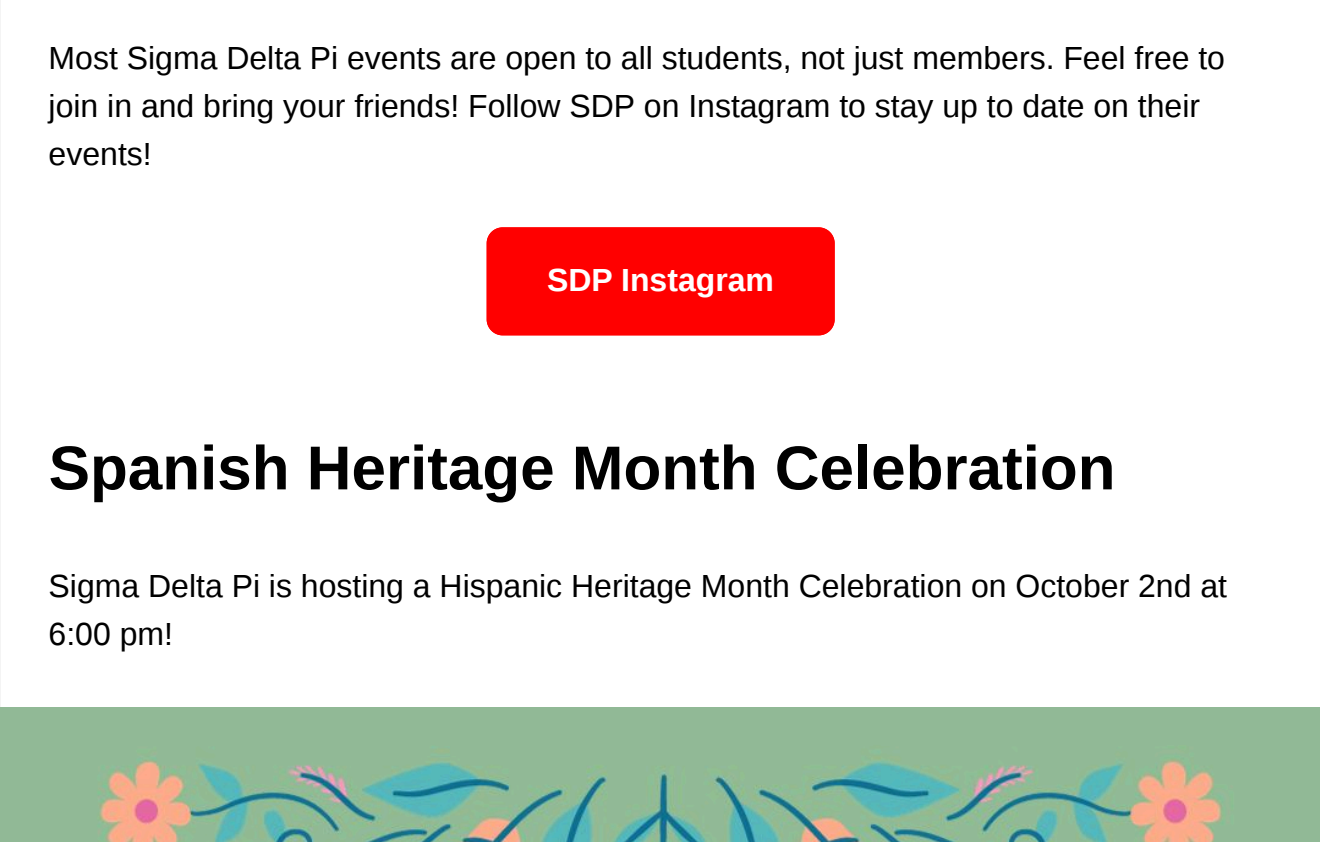 Most Sigma Delta Pi events are open to all students, not just members. Feel free to
join in and bring your friends! Follow SDP on Instagram to stay up to date on their
events!
SDP Instagram
Spanish Heritage Month Celebration
Sigma Delta Pi is hosting a Hispanic Heritage Month Celebration on October 2nd at
6:00 pm!